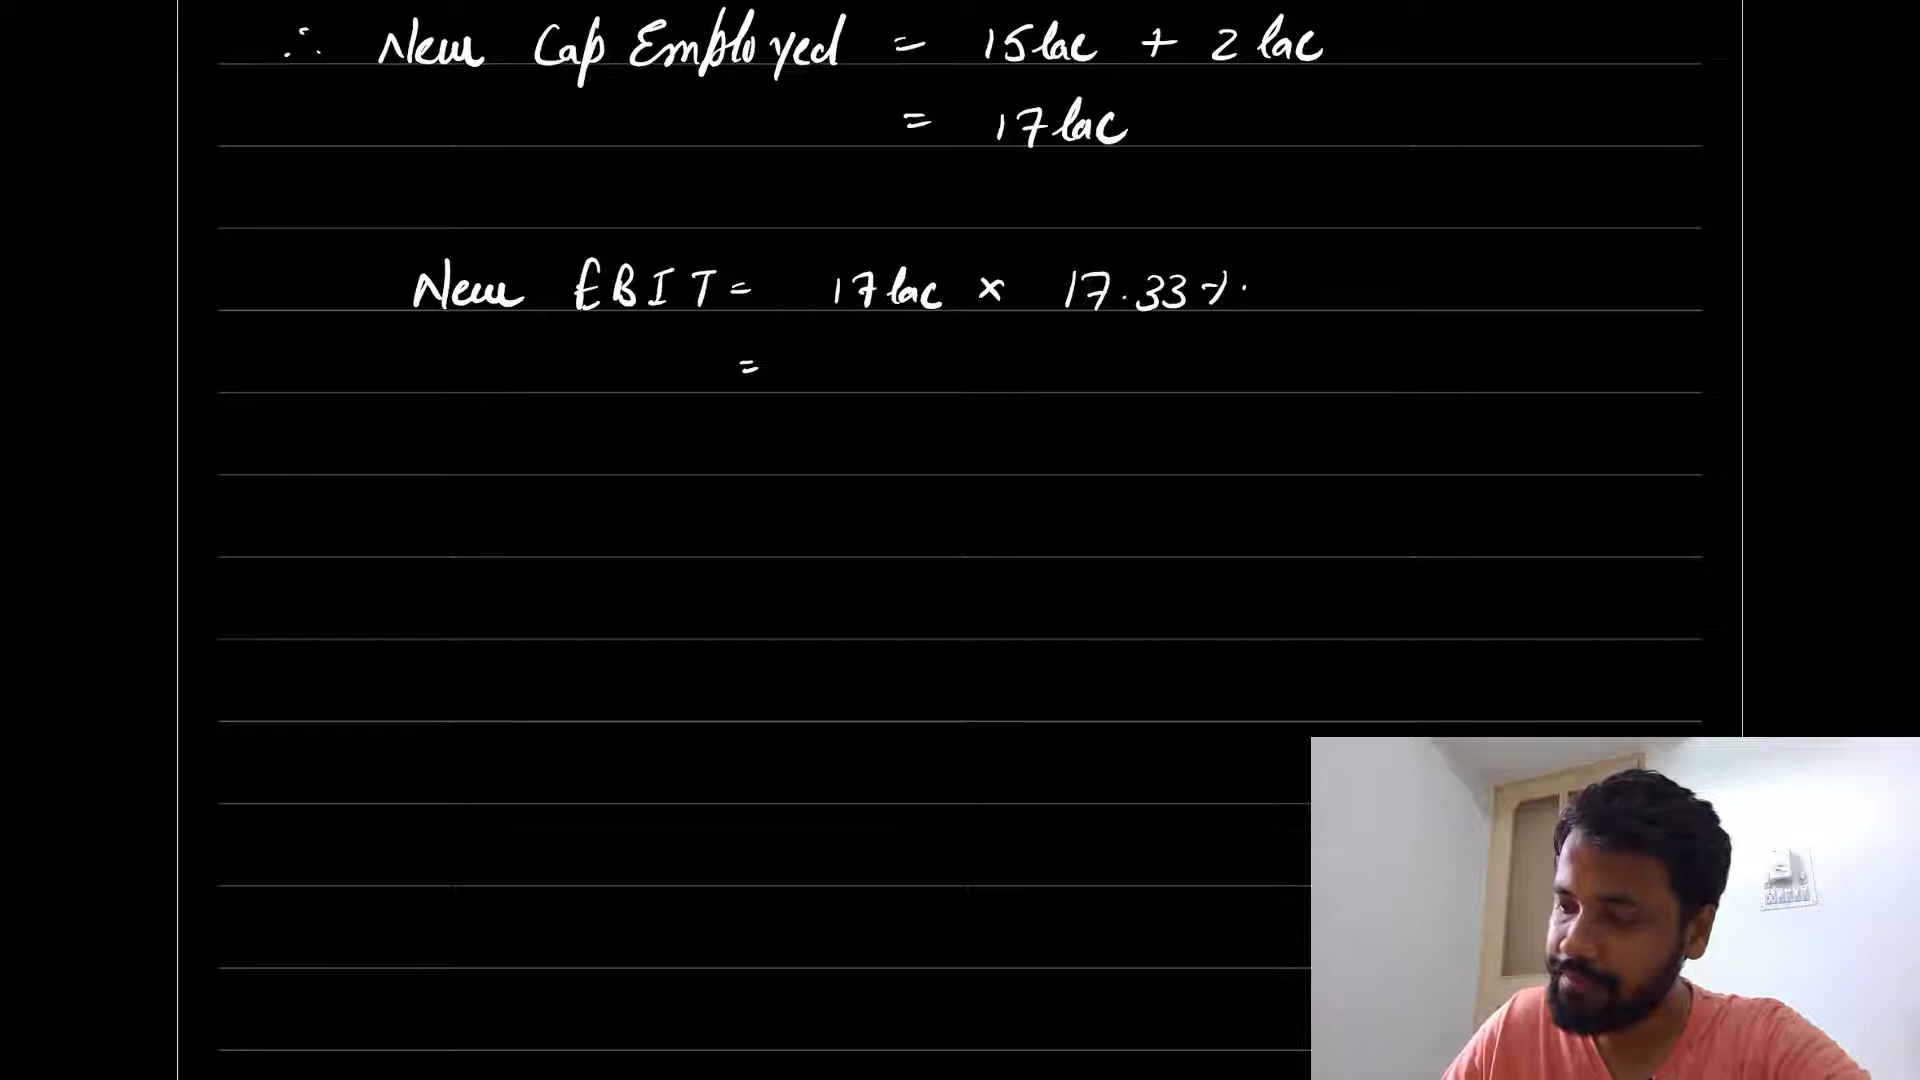 ∴ New Cap Employed = 15 lac + 2 lac
= 17 lac
New EBIT = 17 lac × 17.33%.
=